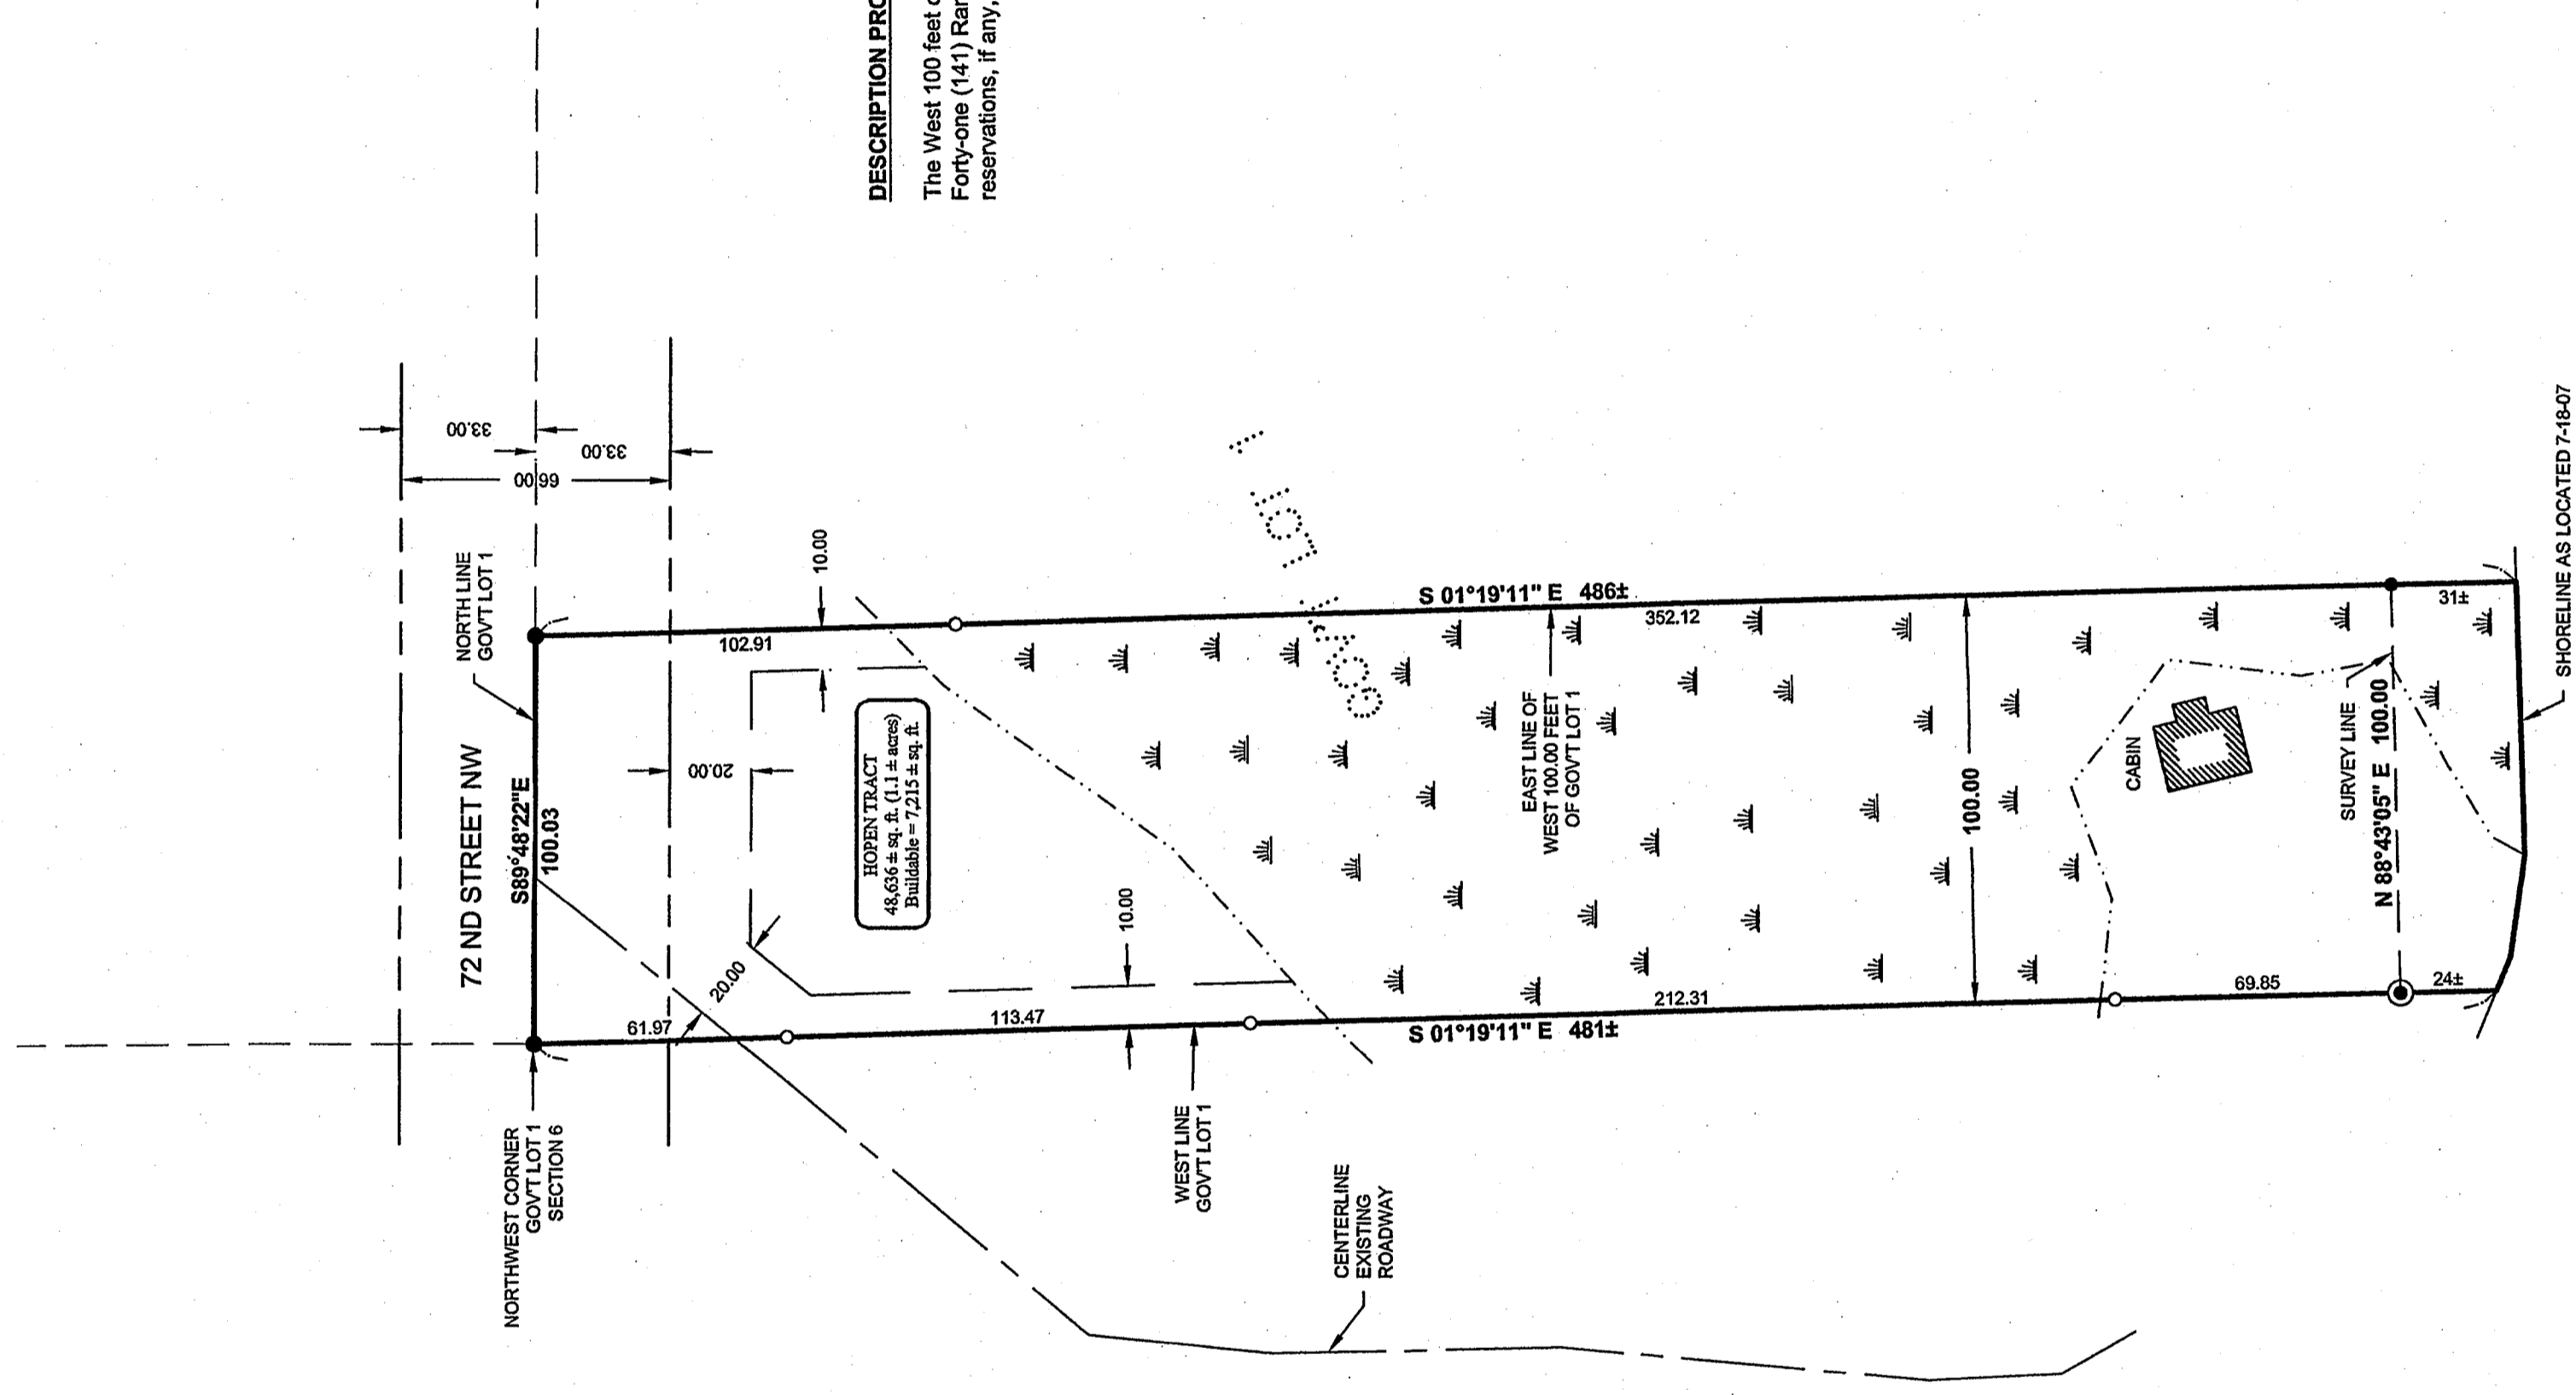 DESCRIPTION PRO
The West 100 feet o
Forty-one (141) Ran
reservations, if any,
33.00
33.00
66.00
NORTH LINE
GOV'T LOT 1
72 ND STREET NW
S89°48'22"E
100.03
NORTHWEST CORNER
GOV'T LOT 1
SECTION 6
10.00
102.91
20.00
20.00
61.97
HOPEN TRACT
48,636 ± sq. ft. (1.1 ± acres)
Buildable = 7,215 ± sq. ft.
10.00
113.47
WEST LINE
GOV'T LOT 1
GOV'T LOT 1
S 01°19'11" E 486±
352.12
EAST LINE OF
WEST 100.00 FEET
OF GOV'T LOT 1
212.31
S 01°19'11" E 481±
CENTERLINE
EXISTING
ROADWAY
100.00
CABIN
SURVEY LINE
N 88°43'05" E 100.00
69.85
24±
31±
SHORELINE AS LOCATED 7-18-07